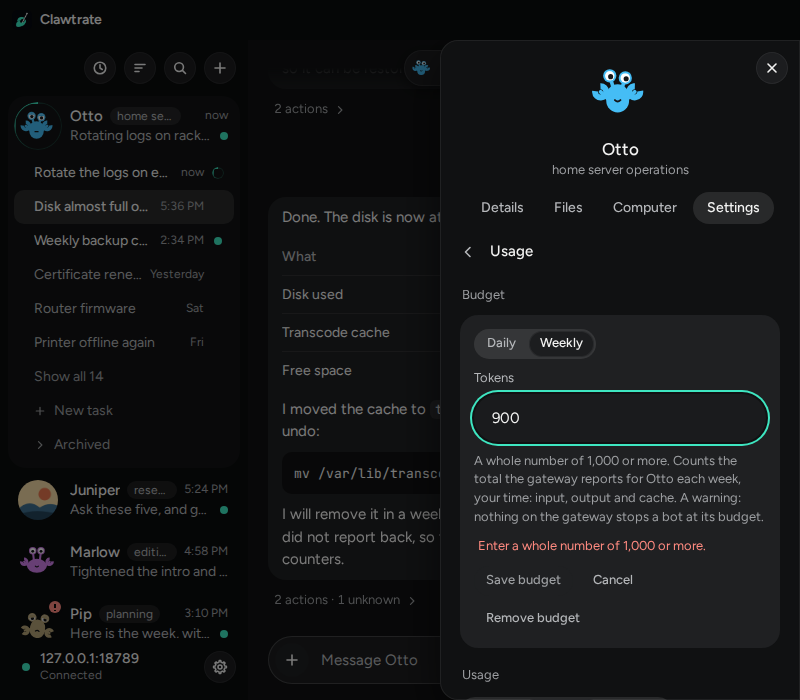 Clawtrate
Otto
home se...
now
Rotating logs on rack...
Rotate the logs on e...
now
Disk almost full o...
5:36 PM
Weekly backup c...
2:34 PM
Certificate rene...
Yesterday
Router firmware
Sat
Printer offline again
Fri
Show all 14
+ New task
Archived
Juniper
rese...
5:24 PM
Ask these five, and g...
Marlow
editi...
4:58 PM
Tightened the intro and ...
Pip
planning
3:10 PM
Here is the week. wit...
127.0.0.1:18789
Connected
2 actions
Done. The disk is now at
What
Disk used
Transcode cache
Free space
I moved the cache to
undo:
mv /var/lib/transc
I will remove it in a week
did not report back, so
counters.
2 actions · 1 unknown
Message Otto
Otto
home server operations
Details
Files
Computer
Settings
Usage
Budget
Daily
Weekly
Tokens
900
A whole number of 1,000 or more. Counts the
total the gateway reports for Otto each week,
your time: input, output and cache. A warning:
nothing on the gateway stops a bot at its budget.
Enter a whole number of 1,000 or more.
Save budget
Cancel
Remove budget
Usage